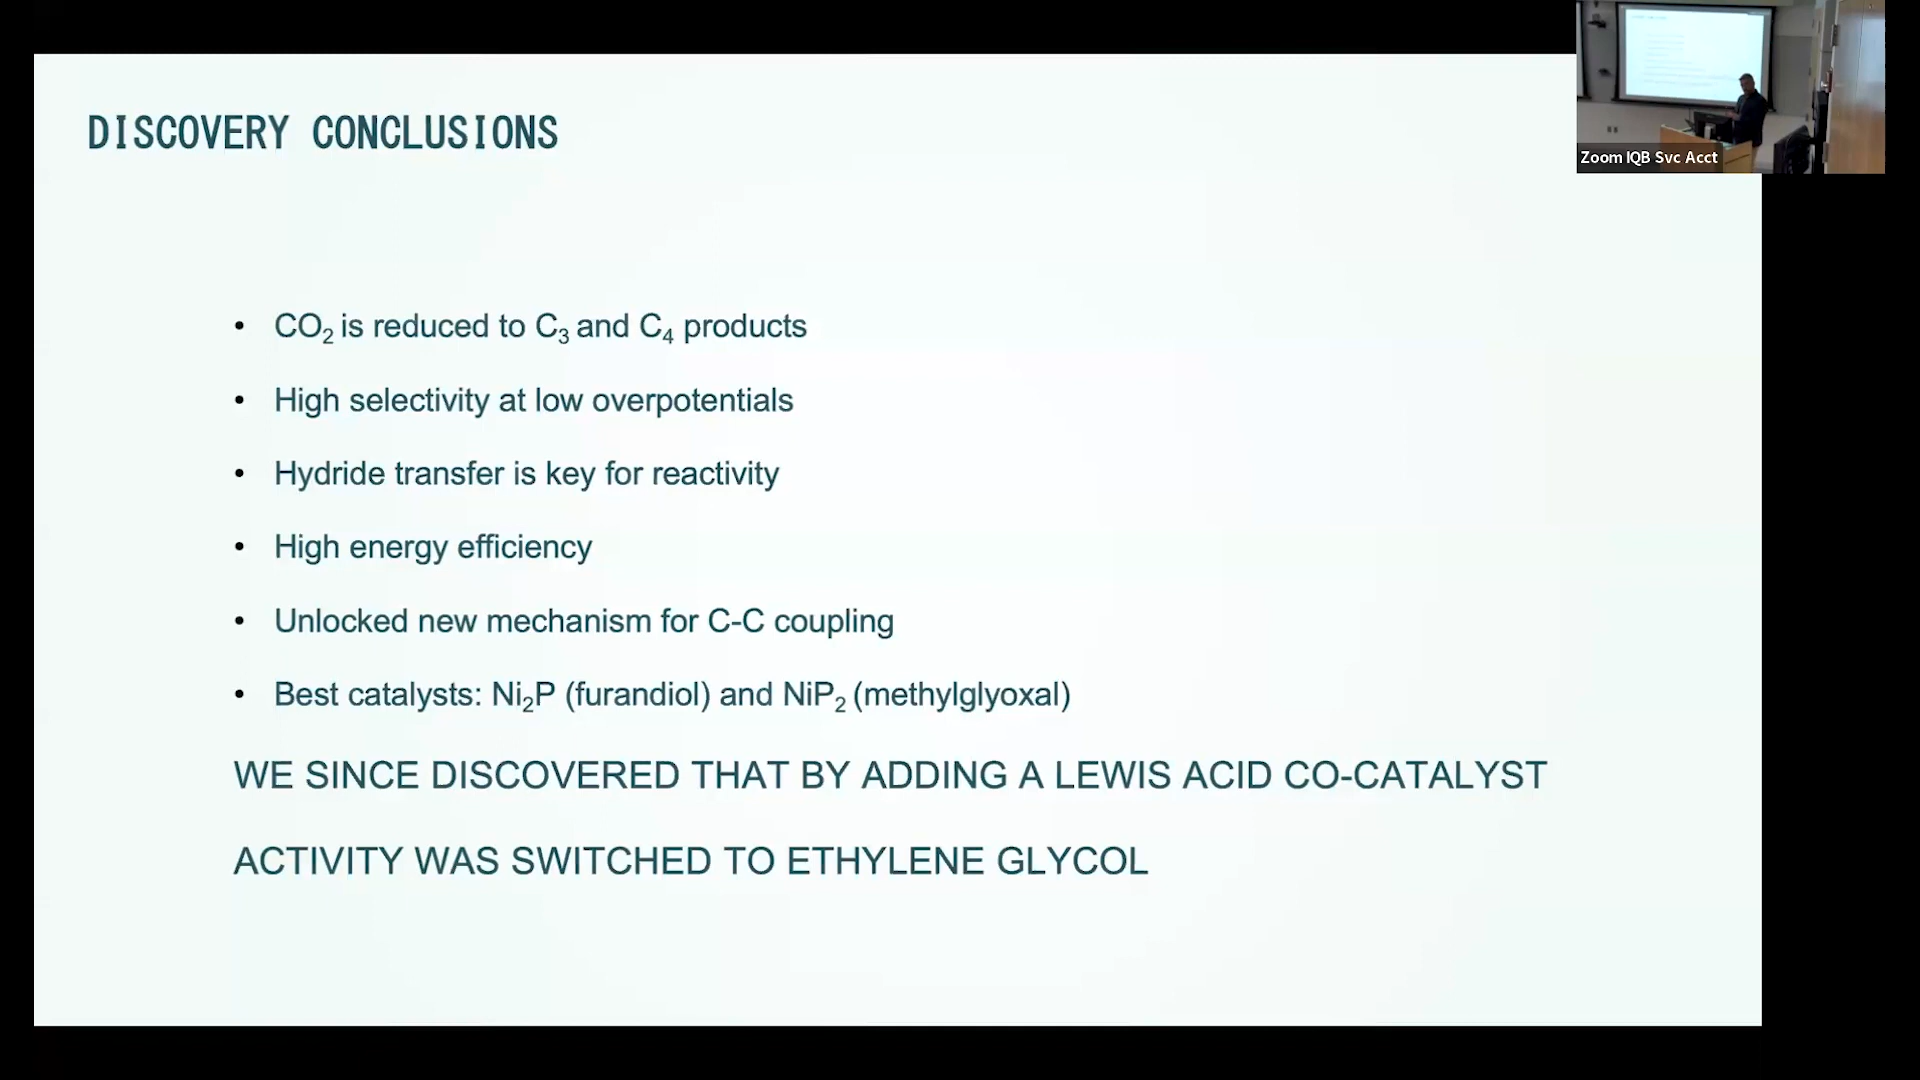 DISCOVERY CONCLUSIONS
Zoom IQB Svc Acct
• CO₂ is reduced to C₃ and C₄ products
• High selectivity at low overpotentials
• Hydride transfer is key for reactivity
• High energy efficiency
• Unlocked new mechanism for C-C coupling
• Best catalysts: Ni₂P (furandiol) and NiP₂ (methylglyoxal)
WE SINCE DISCOVERED THAT BY ADDING A LEWIS ACID CO-CATALYST
ACTIVITY WAS SWITCHED TO ETHYLENE GLYCOL